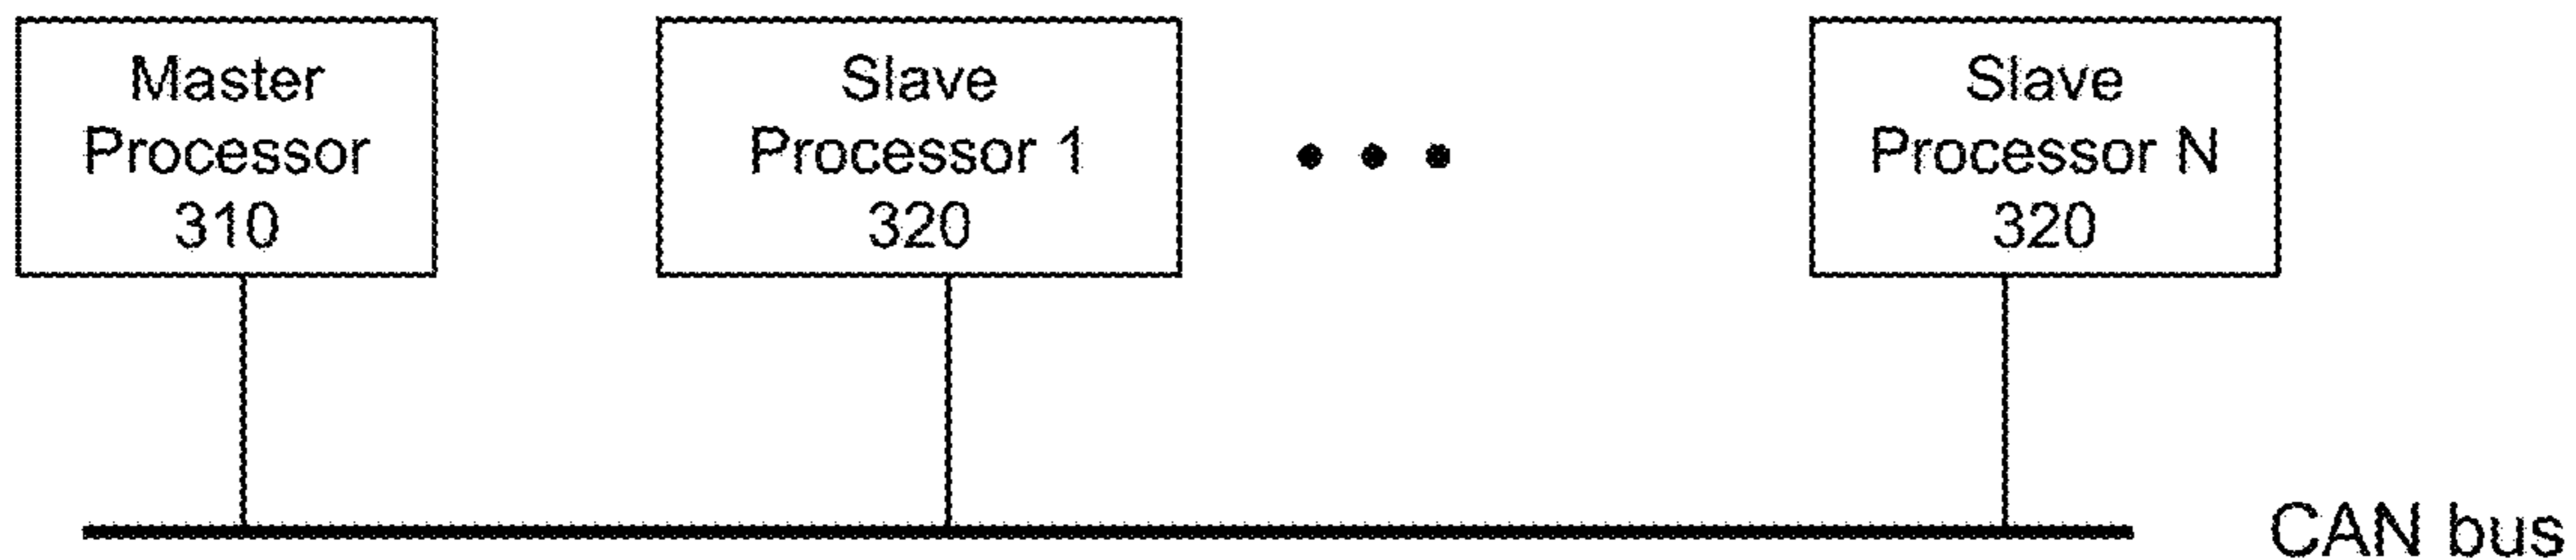 Master
Processor
310
Slave
Processor 1
320
Slave
Processor N
320
CAN bus